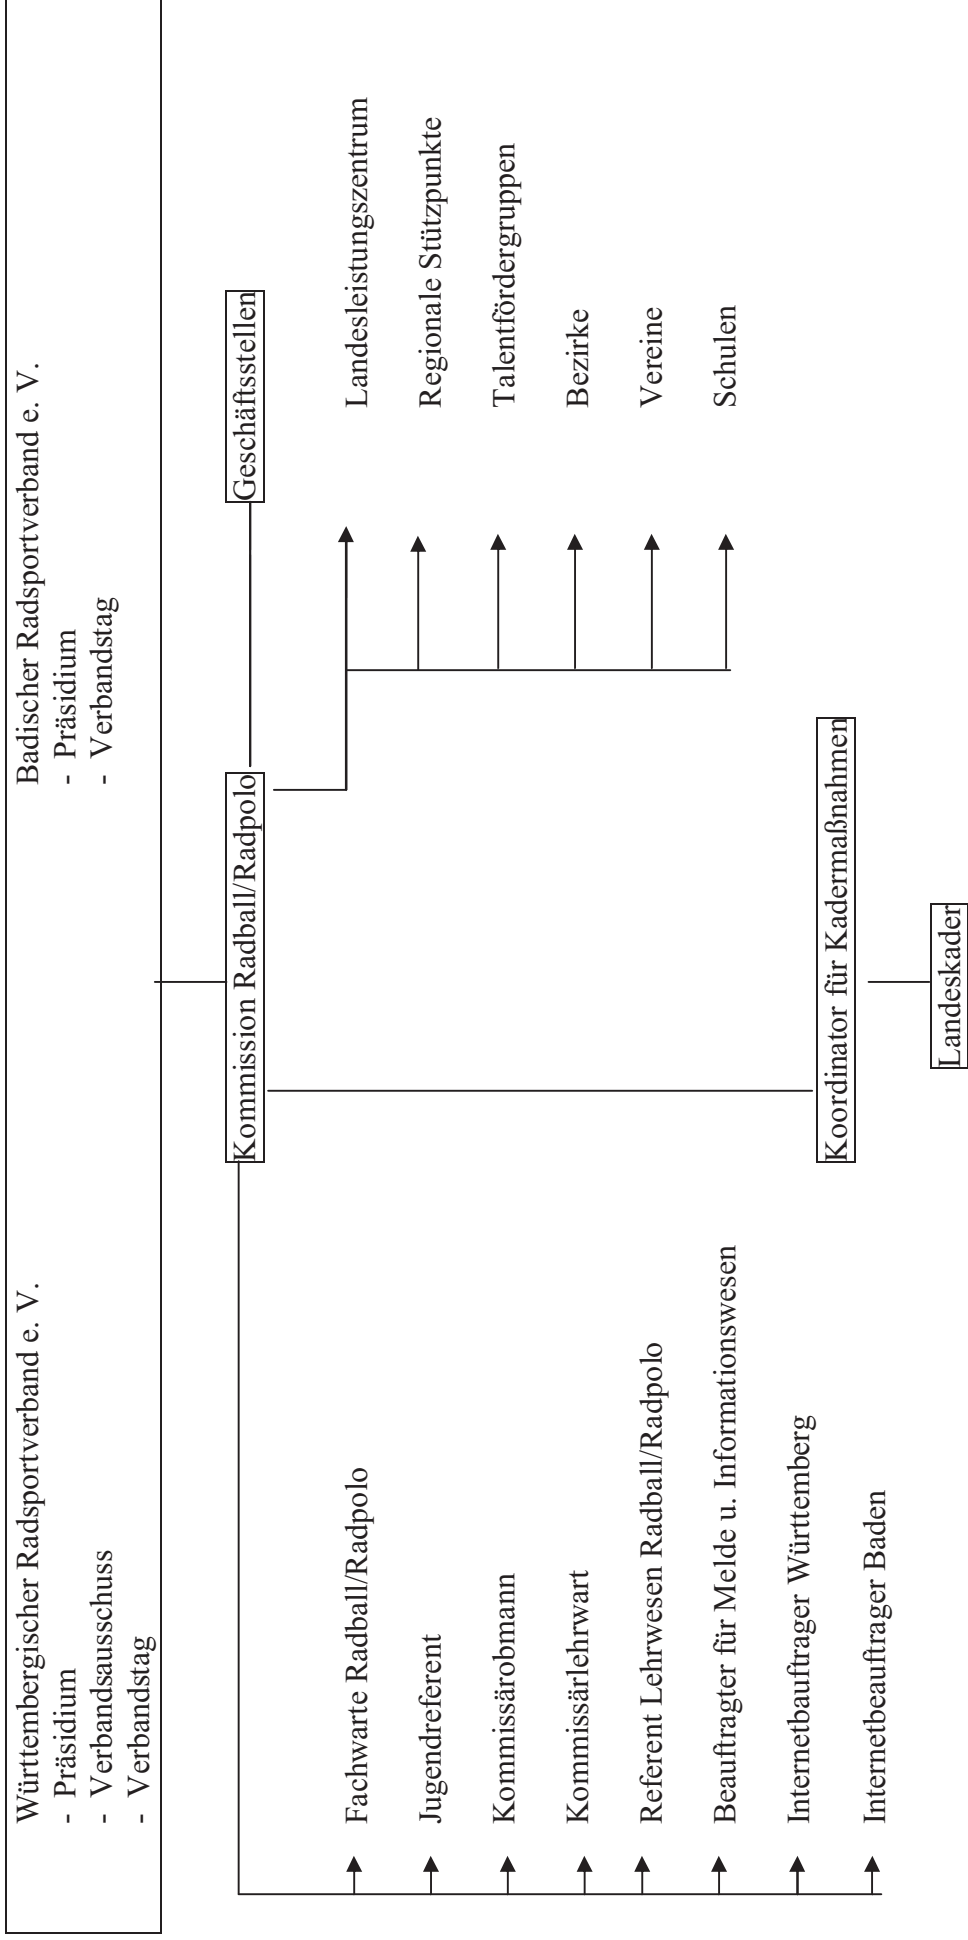 Württembergischer Radsportverband e. V.
- Präsidium
- Verbandsausschuss
- Verbandstag
Badischer Radsportverband e. V.
- Präsidium
- Verbandstag
Kommission Radball/Radpolo
Geschäftsstellen
Fachwarte Radball/Radpolo
Jugendreferent
Kommissärobmann
Kommissärlehrwart
Referent Lehrwesen Radball/Radpolo
Beauftragter für Melde u. Informationswesen
Internetbauftrager Württemberg
Internetbeauftrager Baden
Landesleistungszentrum
Regionale Stützpunkte
Talentfördergruppen
Bezirke
Vereine
Schulen
Koordinator für Kadermaßnahmen
Landeskader